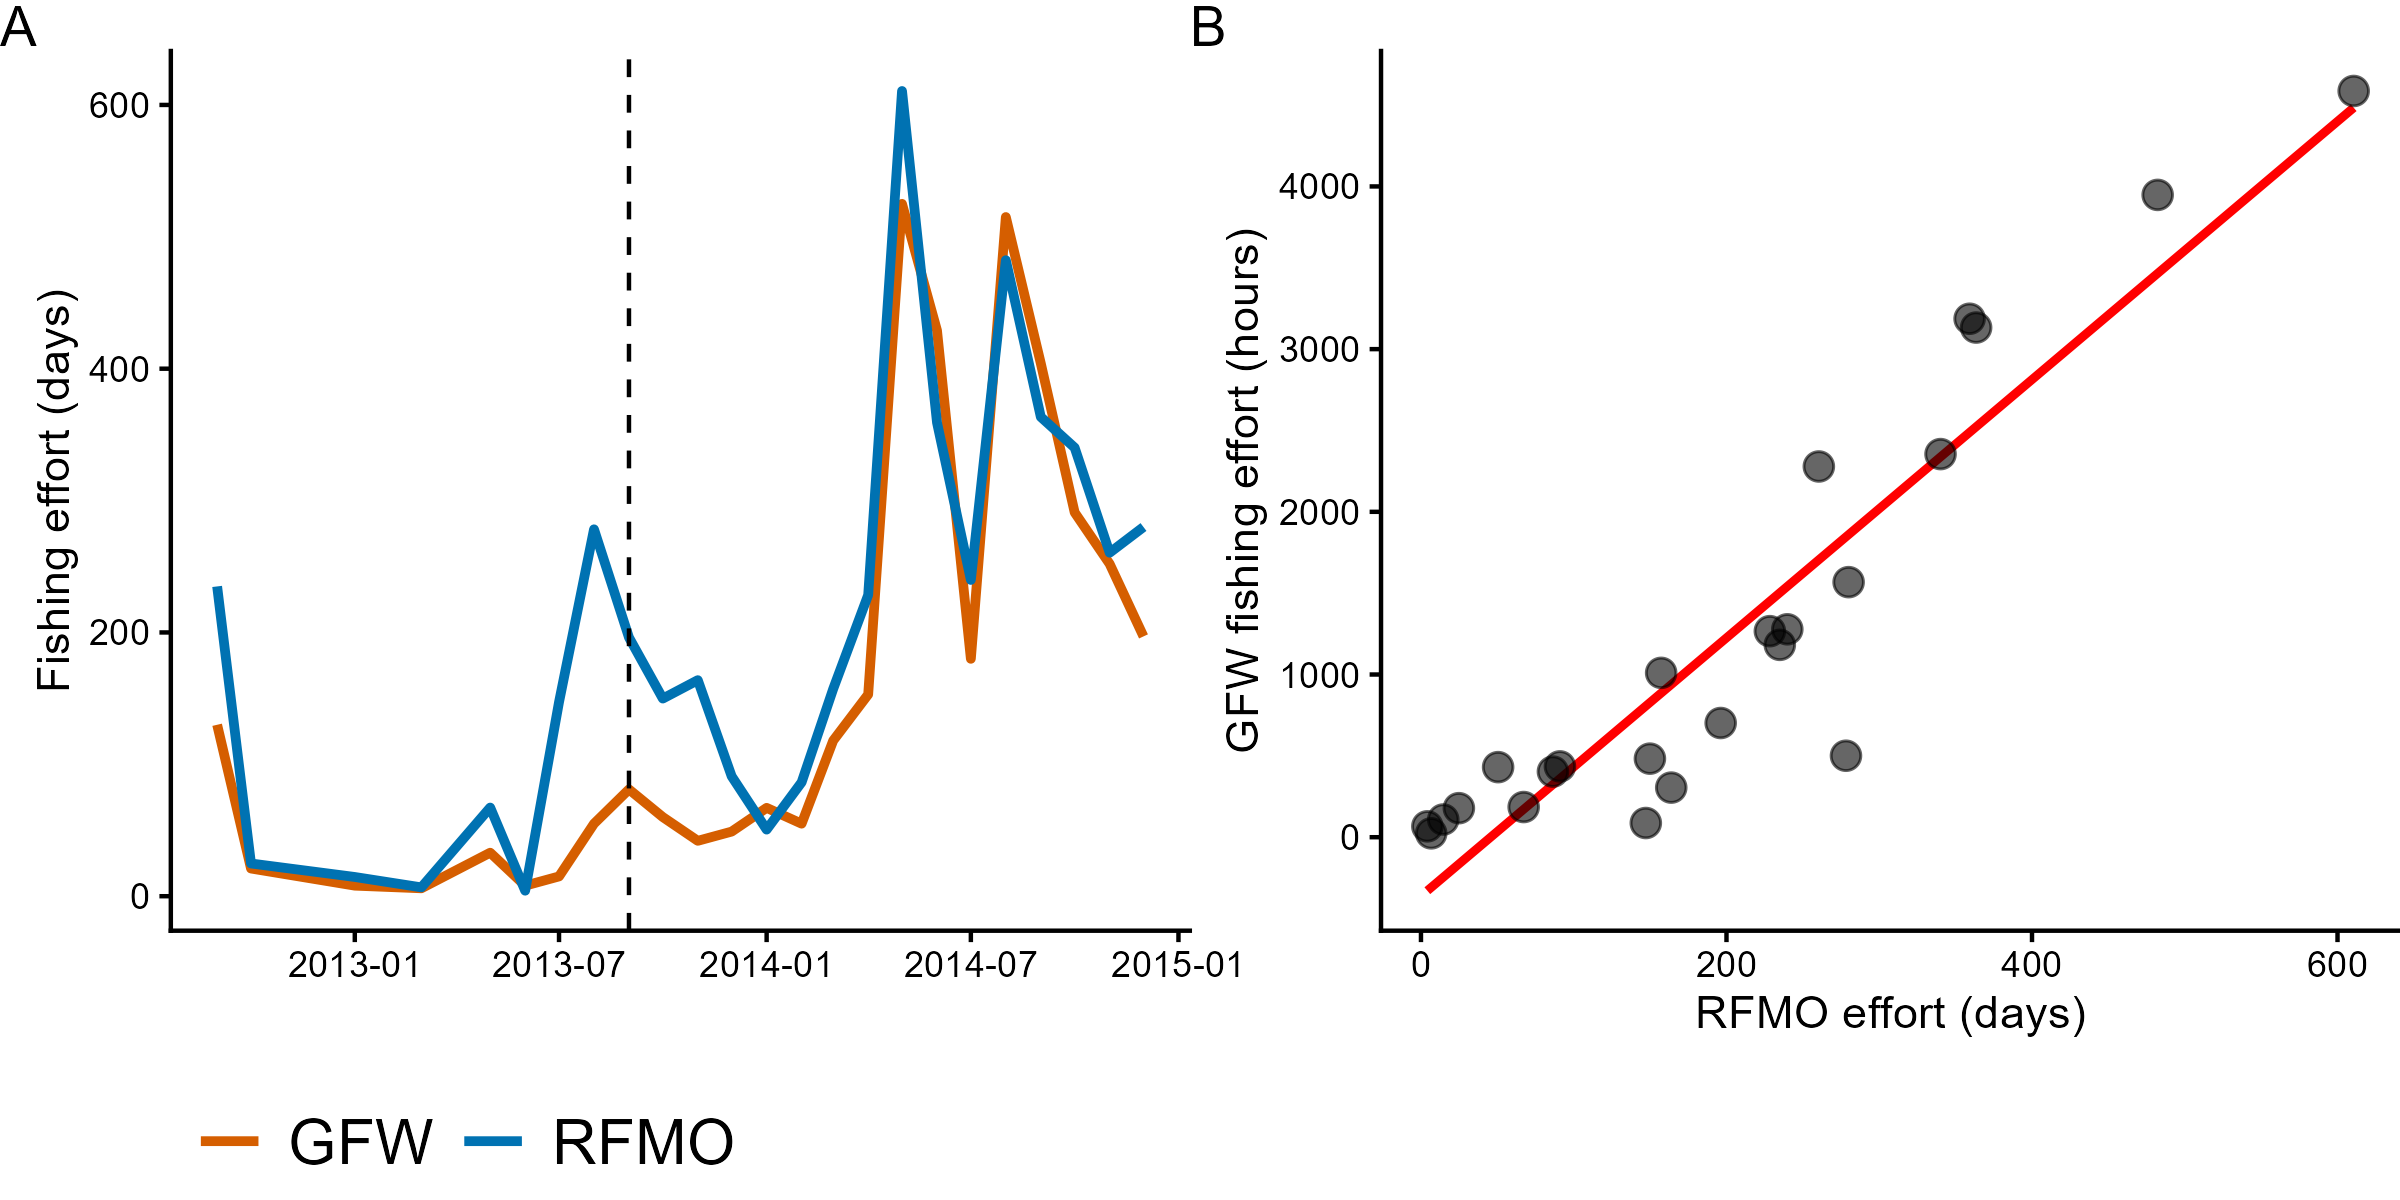 A
Fishing effort (days)
600
400
200
0
2013-01
2013-07
2014-01
2014-07
2015-01
GFW
RFMO
B
GFW fishing effort (hours)
4000
3000
2000
1000
0
0
200
400
600
RFMO effort (days)